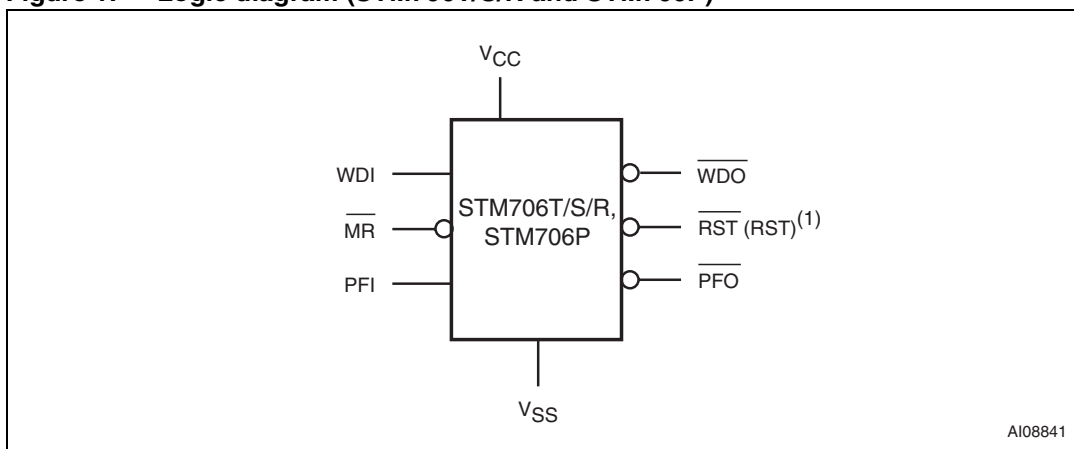 VCC
WDI
MR
PFI
STM706T/S/R,
STM706P
WDO
RST (RST)(1)
PFO
VSS
AI08841